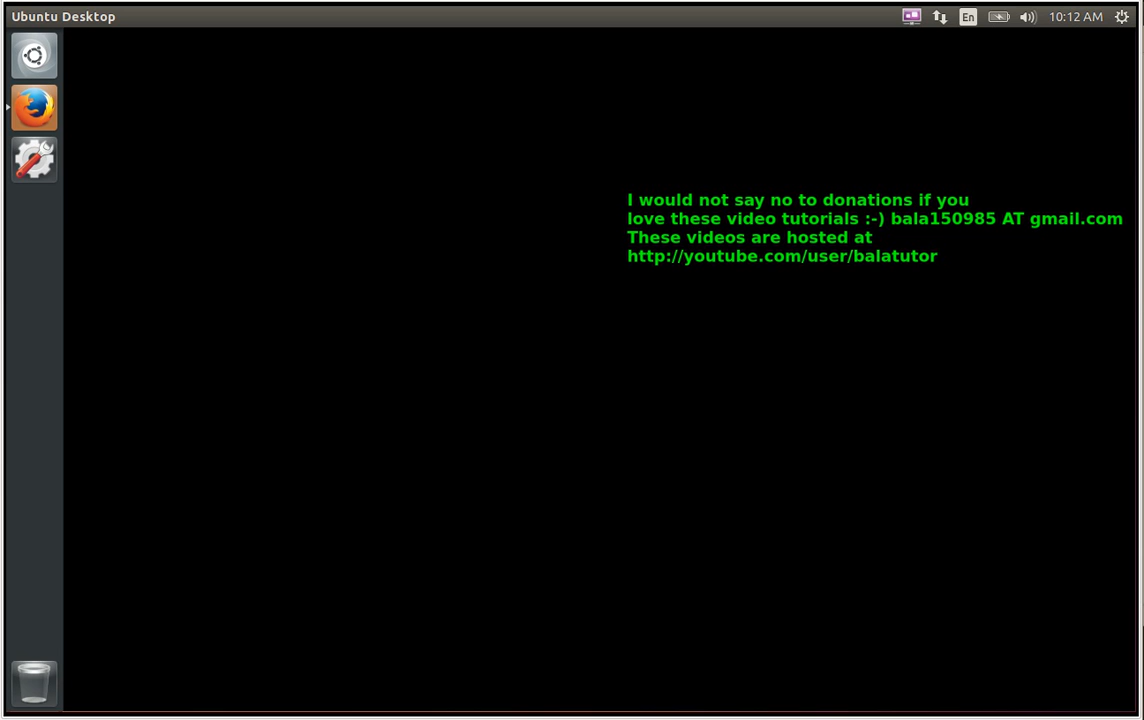 Ubuntu Desktop
En
10:12 AM
I would not say no to donations if you
love these video tutorials :-) bala150985 AT gmail.com
These videos are hosted at
http://youtube.com/user/balatutor